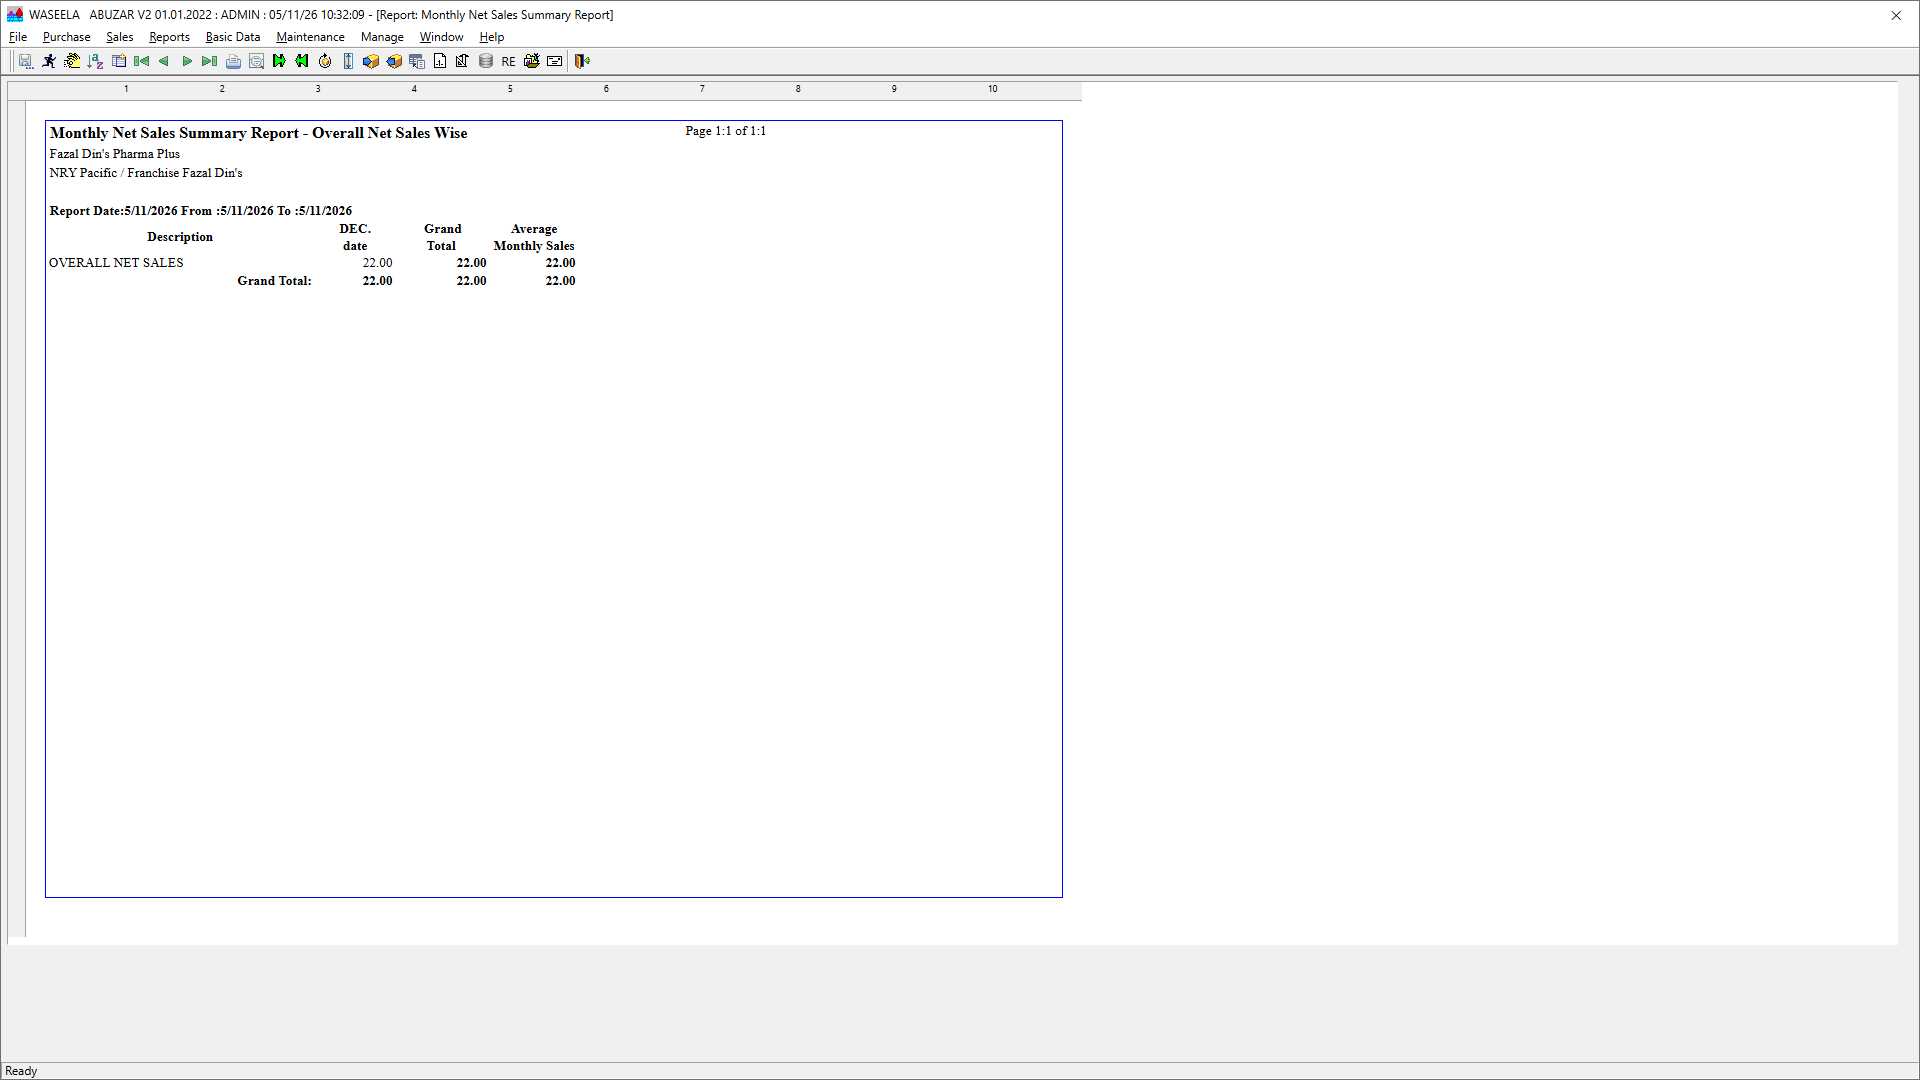 WASEELA   ABUZAR V2 01.01.2022 : ADMIN : 05/11/26 10:32:09 - [Report: Monthly Net Sales Summary Report]
File Purchase Sales Reports Basic Data Maintenance Manage Window Help
RE
1 2 3 4 5 6 7 8 9 10
Monthly Net Sales Summary Report - Overall Net Sales Wise Page 1:1 of 1:1
Fazal Din's Pharma Plus
NRY Pacific / Franchise Fazal Din's
Report Date:5/11/2026 From :5/11/2026 To :5/11/2026
Description DEC. date Grand Total Average Monthly Sales
OVERALL NET SALES 22.00 22.00 22.00
Grand Total: 22.00 22.00 22.00
Ready